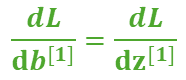 dL/db^[1] = dL/dz^[1]